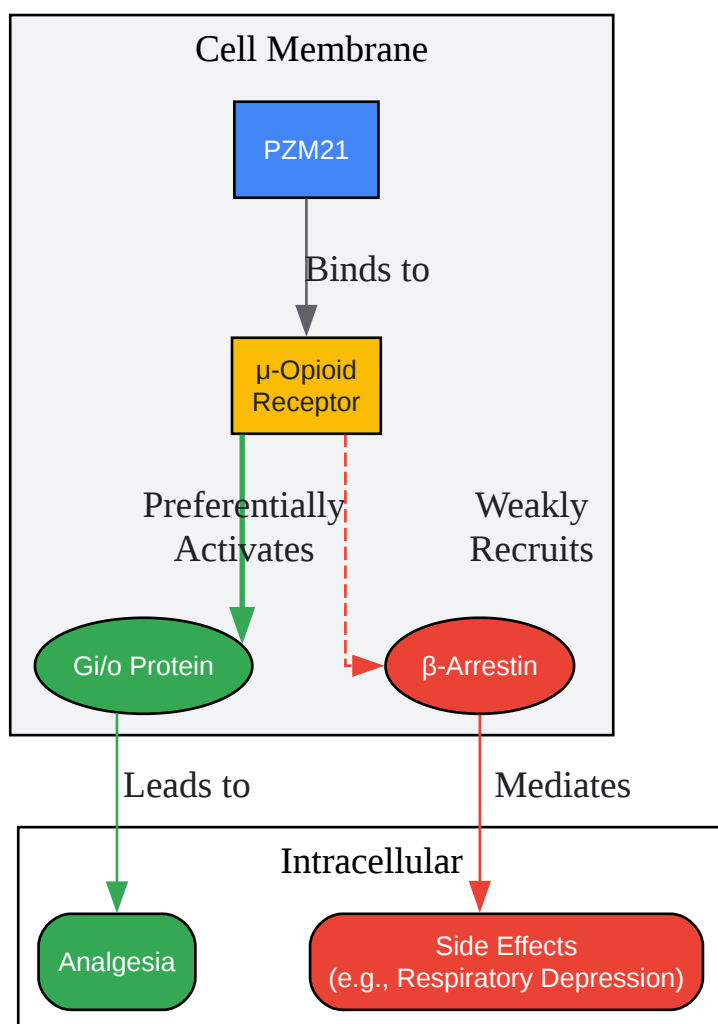 Cell Membrane
PZM21
Binds to
μ-Opioid
Receptor
Preferentially
Activates
Weakly
Recruits
Gi/o Protein
β-Arrestin
Leads to
Mediates
Intracellular
Analgesia
Side Effects
(e.g., Respiratory Depression)